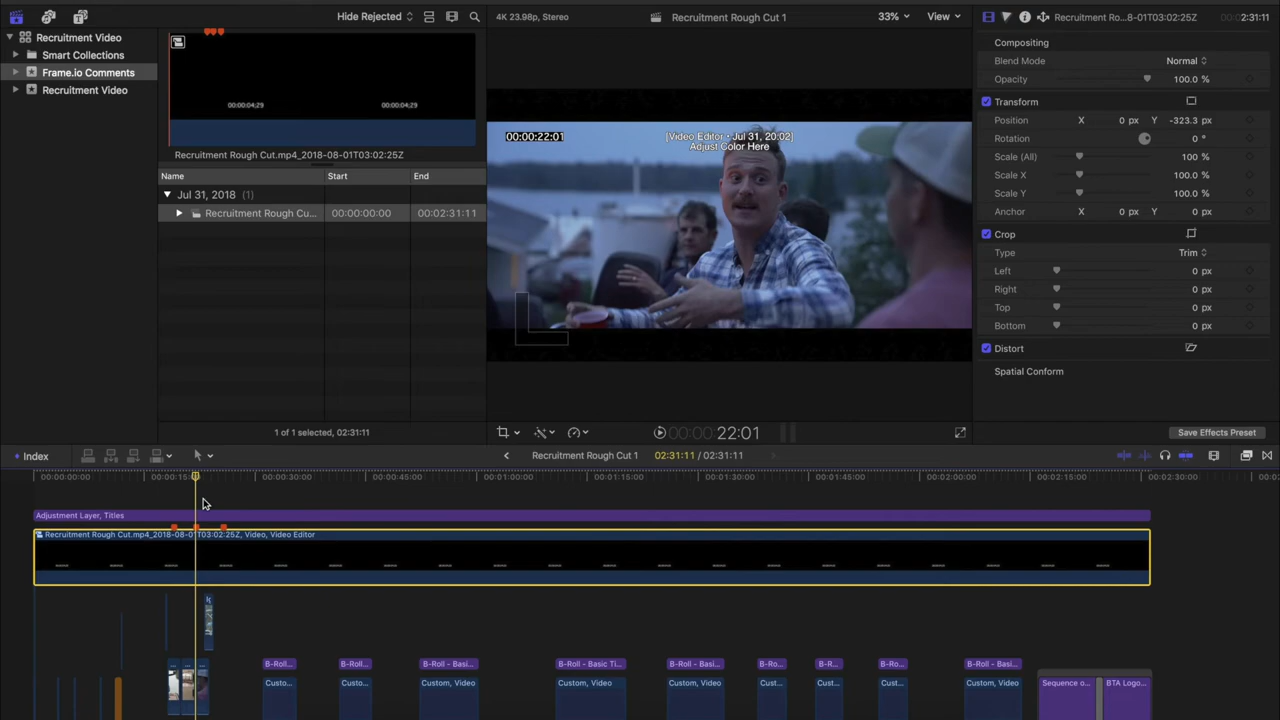 Hide Rejected
4K 23.98p, Stereo
Recruitment Rough Cut 1
33%
View
Recruitment Ro...8-01T03:02:25Z
2:31:11
Recruitment Video
Smart Collections
Frame.io Comments
Recruitment Video
00:00:04;29
00:00:04;29
Recruitment Rough Cut.mp4_2018-08-01T03:02:25Z
Name
Start
End
Jul 31, 2018 (1)
Recruitment Rough Cu...
00:00:00:00
00:02:31:11
1 of 1 selected, 02:31:11
00:00:22:01
[Video Editor • Jul 31, 20:02]
Adjust Color Here
00:00:22:01
Compositing
Blend Mode
Normal
Opacity
100.0 %
Transform
Position
X
0 px
Y
-323.3 px
Rotation
0 °
Scale (All)
100 %
Scale X
100.0 %
Scale Y
100.0 %
Anchor
X
0 px
Y
0 px
Crop
Type
Trim
Left
0 px
Right
0 px
Top
0 px
Bottom
0 px
Distort
Spatial Conform
Save Effects Preset
Index
Recruitment Rough Cut 1
02:31:11 / 02:31:11
00:00:00:00
00:00:15:
00:00:30:00
00:00:45:00
00:01:00:00
00:01:15:00
00:01:30:00
00:01:45:00
00:02:00:00
00:02:15:00
00:02:30:00
Adjustment Layer, Titles
Recruitment Rough Cut.mp4_2018-08-01T03:02:25Z, Video, Video Editor
B-Roll...
B-Roll...
B-Roll - Basi...
B-Roll - Basic Ti...
B-Roll - Basi...
B-Ro...
B-R...
B-Ro...
B-Roll - Basi...
Custo...
Custo...
Custom, Video
Custom, Video
Custom, Video
Cust...
Cust...
Cust...
Custom, Video
Sequence o...
BTA Logo...